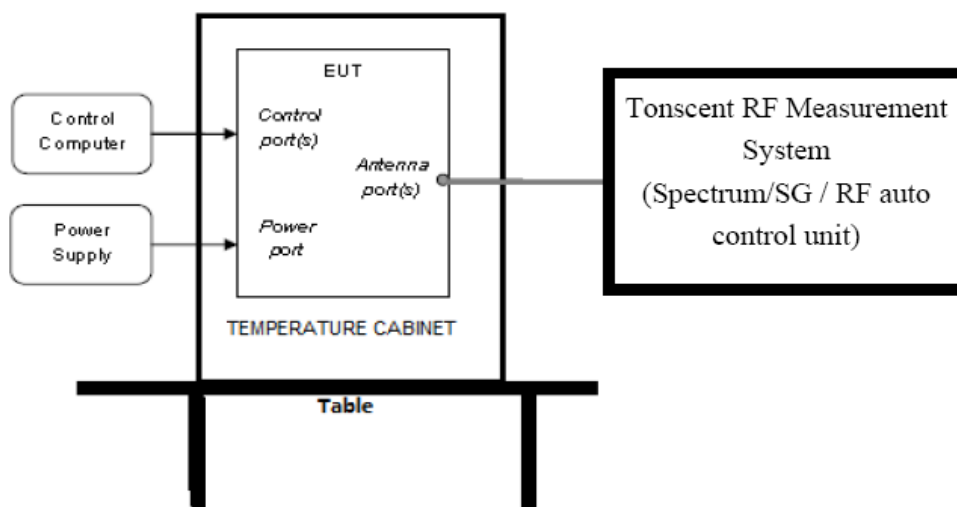 EUT
Control
Computer
Control
port(s)
Antenna
port(s)
Power
Supply
Power
port
TEMPERATURE CABINET
Table
Tonscent RF Measurement
System
(Spectrum/SG / RF auto
control unit)